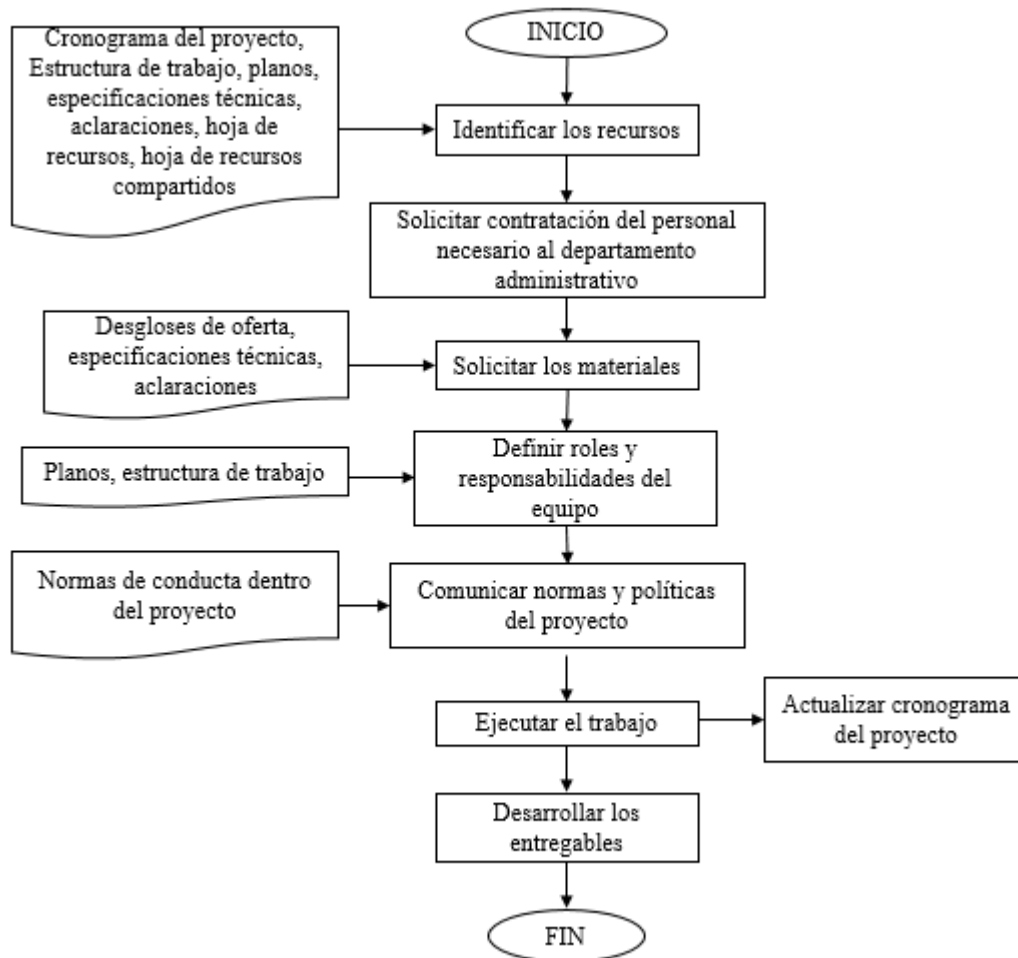 INICIO
Cronograma del proyecto,
Estructura de trabajo, planos,
especificaciones técnicas,
aclaraciones, hoja de
recursos, hoja de recursos
compartidos
Identificar los recursos
Solicitar contratación del personal
necesario al departamento
administrativo
Desgloses de oferta,
especificaciones técnicas,
aclaraciones
Solicitar los materiales
Planos, estructura de trabajo
Definir roles y
responsabilidades del
equipo
Normas de conducta dentro
del proyecto
Comunicar normas y políticas
del proyecto
Ejecutar el trabajo
Actualizar cronograma
del proyecto
Desarrollar los
entregables
FIN